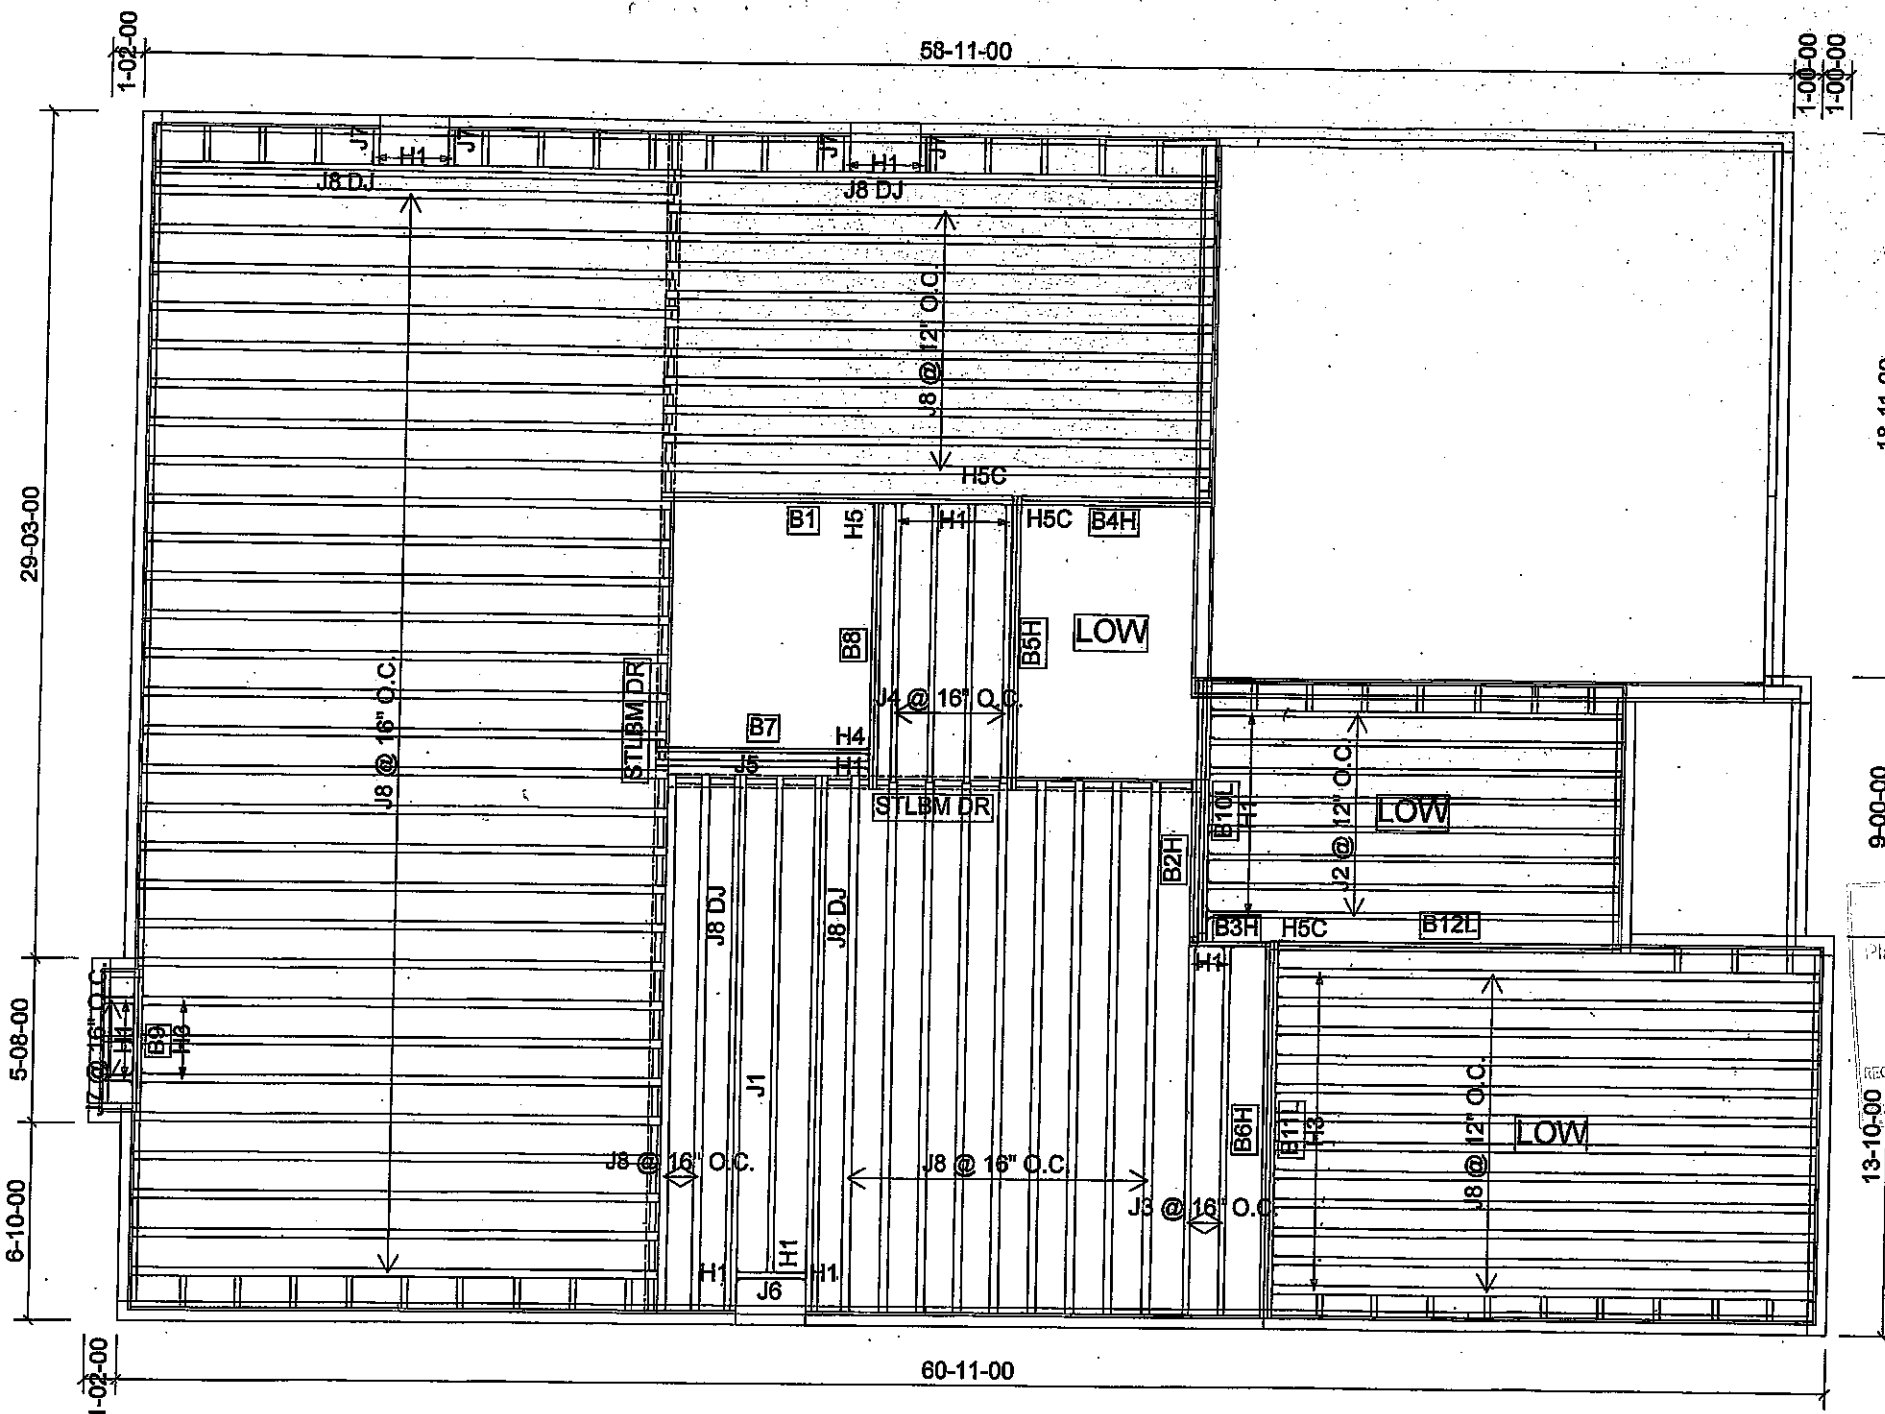 1-02-00
58-11-00
1-00-00
1-00-00
J7
H1
J7
J7
H1
J7
J8 DJ
J8 DJ
J8 @ 12" O.C.
29-03-00
H5C
B1
H5
H1
H5C
B4H
LOW
B8
B5H
J4 @ 16" O.C.
STLBM DR
J8 @ 16" O.C.
B7
H4
J5
H1
STLBM DR
B10L
H1
J2 @ 12" O.C.
LOW
9-00-00
B2H
J8 DJ
J8 DJ
B3H
H5C
B12L
H1
5-08-00
J7 @ 16" O.C.
H1
B9
H3
J1
B6H
B11L
H3
J8 @ 12" O.C.
LOW
13-10-00
J8 @ 16" O.C.
J8 @ 16" O.C.
J3 @ 16" O.C.
6-10-00
H1
H1
H1
J6
1-02-00
60-11-00